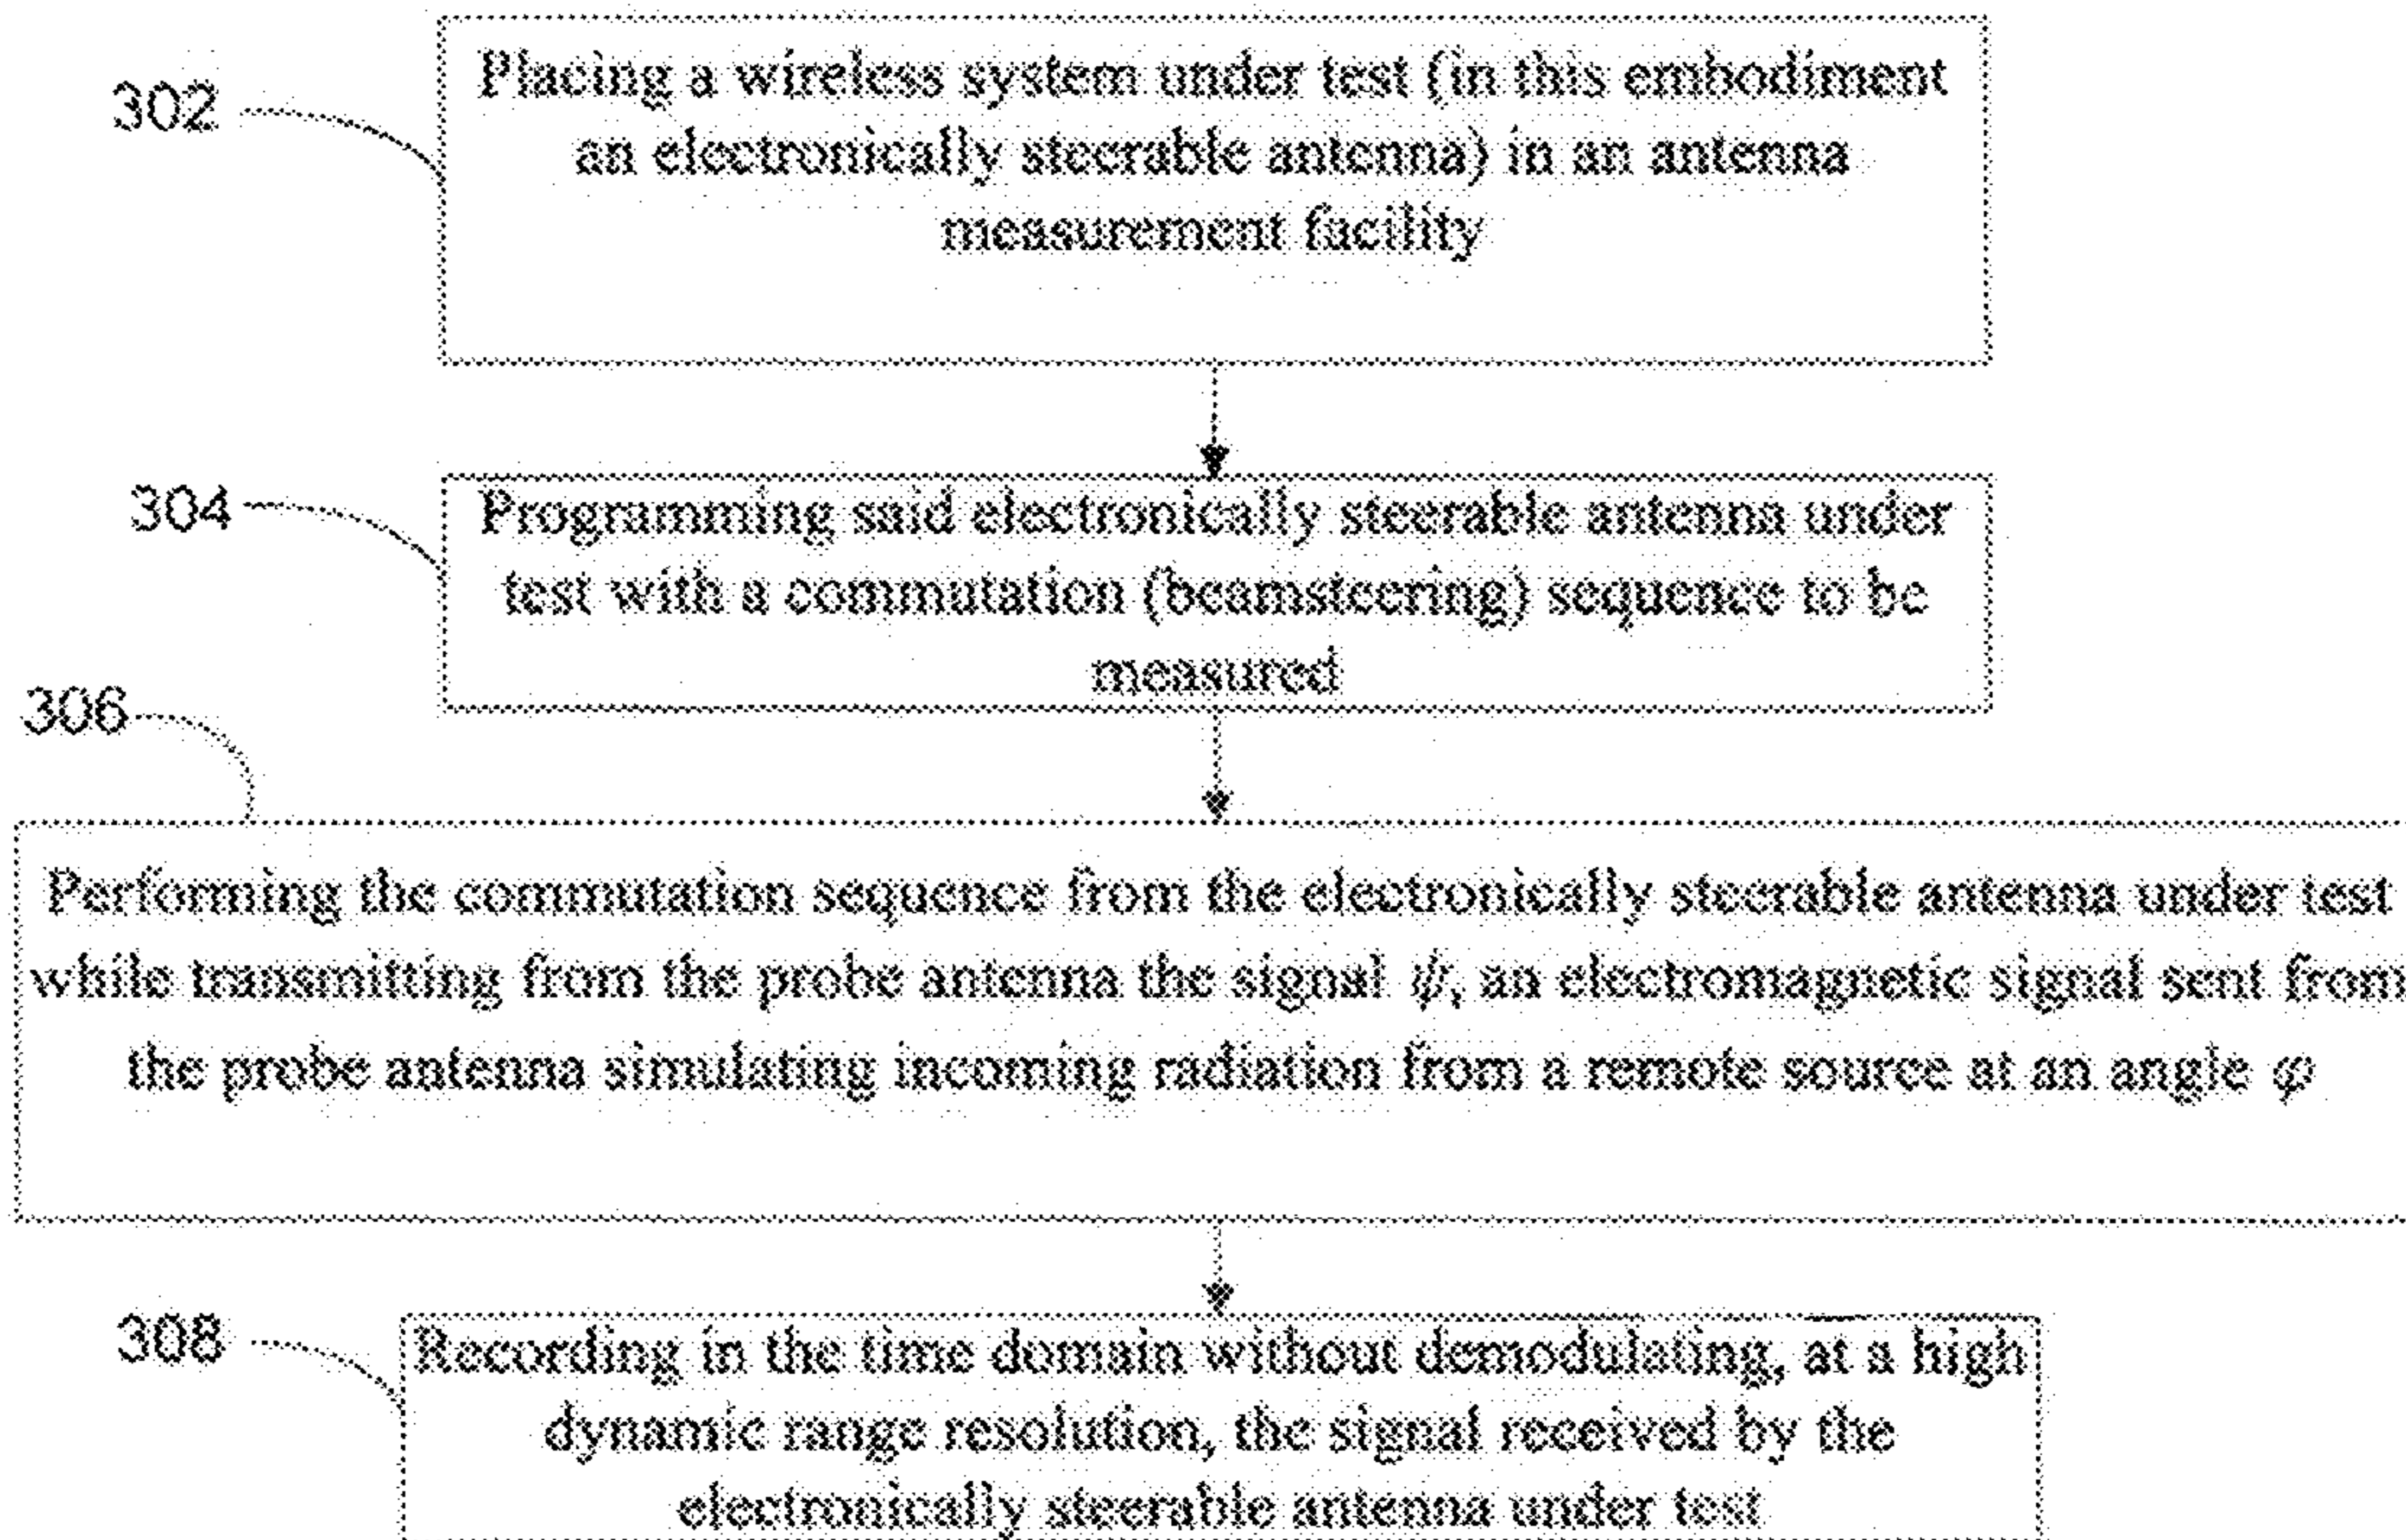 302
Placing a wireless system under test (in this embodiment
an electronically steerable antenna) in an antenna
measurement facility
304
Programming said electronically steerable antenna under
test with a commutation (beamsteering) sequence to be
measured
306
Performing the commutation sequence from the electronically steerable antenna under test
while transmitting from the probe antenna the signal ψ, an electromagnetic signal sent from
the probe antenna simulating incoming radiation from a remote source at an angle φ
308
Recording in the time domain without demodulating, at a high
dynamic range resolution, the signal received by the
electronically steerable antenna under test